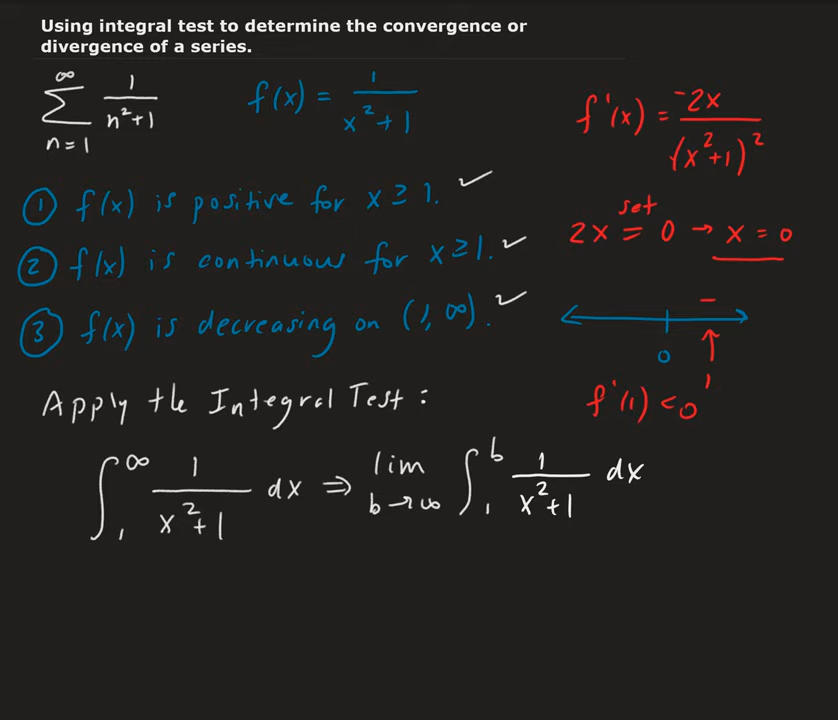 Using integral test to determine the convergence or
divergence of a series.
∞
∑ 1/(n²+1)
n=1
f(x) = 1/(x²+1)
f'(x) = -2x/(x²+1)²
① f(x) is positive for x ≥ 1. ✓
② f(x) is continuous for x ≥ 1. ✓
③ f(x) is decreasing on (1, ∞). ✓
set
2x = 0 → x = 0
−
0
1
f'(1) < 0
Apply the Integral Test:
∫₁^∞ 1/(x²+1) dx ⇒ lim b→∞ ∫₁^b 1/(x²+1) dx